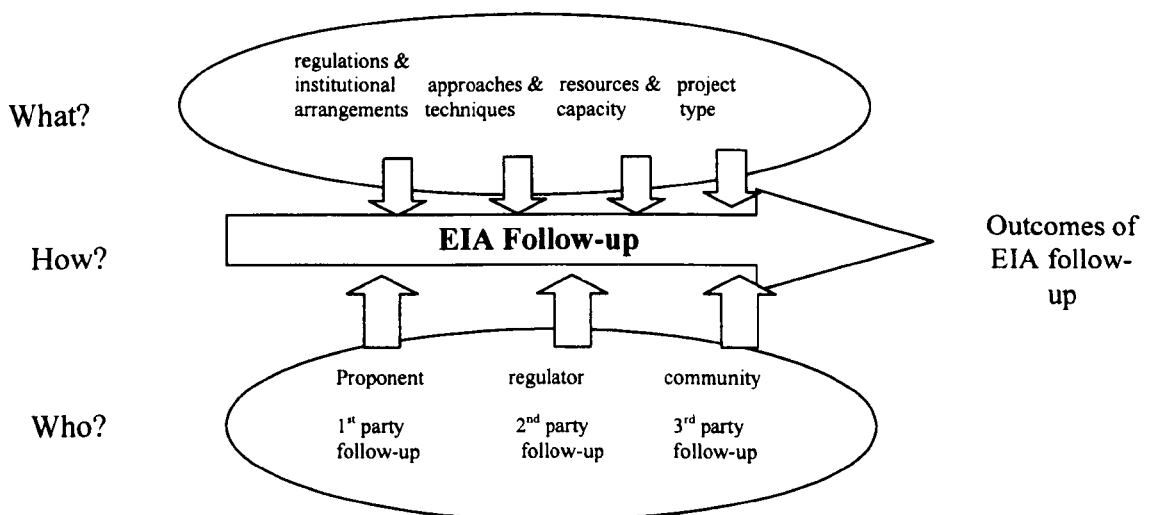 What?
regulations &
institutional approaches & resources & project
arrangements techniques capacity type
How?
EIA Follow-up
Outcomes of
EIA follow-
up
Who?
Proponent regulator community
1st party 2nd party 3rd party
follow-up follow-up follow-up